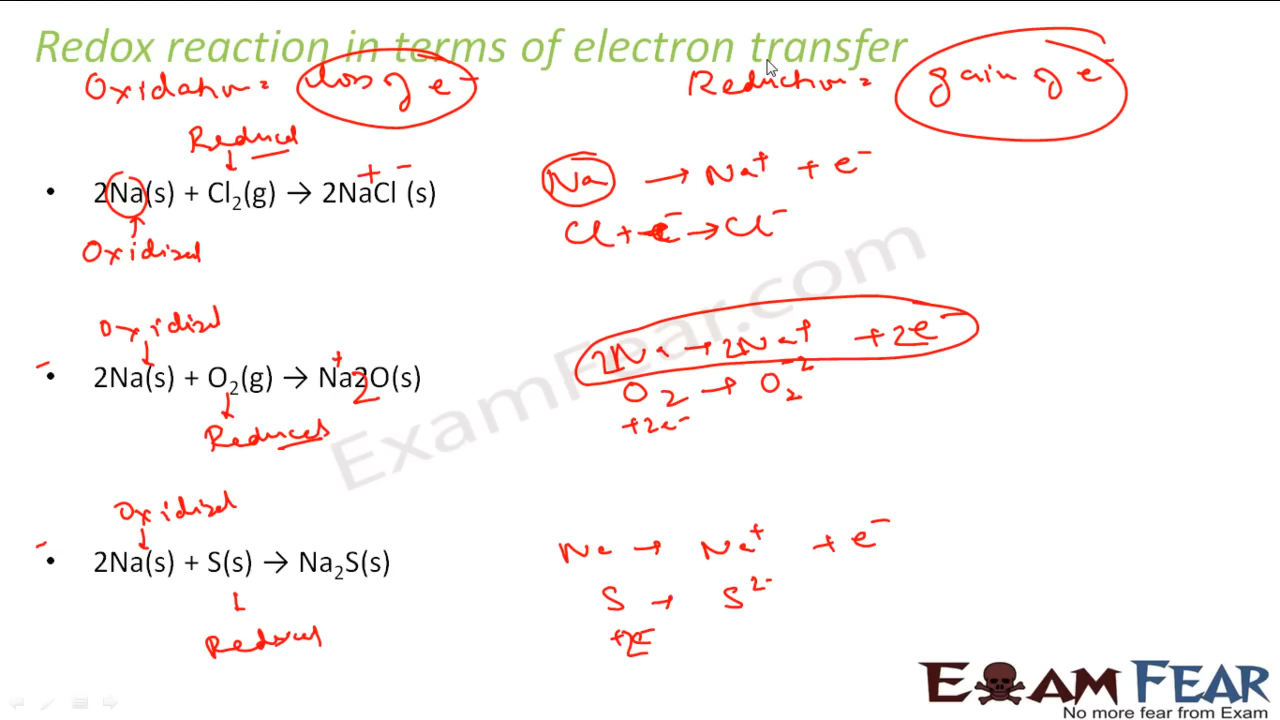 Redox reaction in terms of electron transfer
Oxidation = loss of e⁻
Reduction = gain of e⁻
Reduced
• 2Na(s) + Cl₂(g) → 2NaCl (s)
+ −
Na → Na⁺ + e⁻
Cl + e⁻ → Cl⁻
Oxidized
Oxidized
• 2Na(s) + O₂(g) → Na2O(s)
+ 2
2Na → 2Na⁺ + 2e⁻
O₂ → O₂⁻²
+2e⁻
Reduced
Oxidized
• 2Na(s) + S(s) → Na₂S(s)
Na → Na⁺ + e⁻
S → S²⁻
+2e⁻
Reduced
ExamFear.com
EXAM FEAR
No more fear from Exam